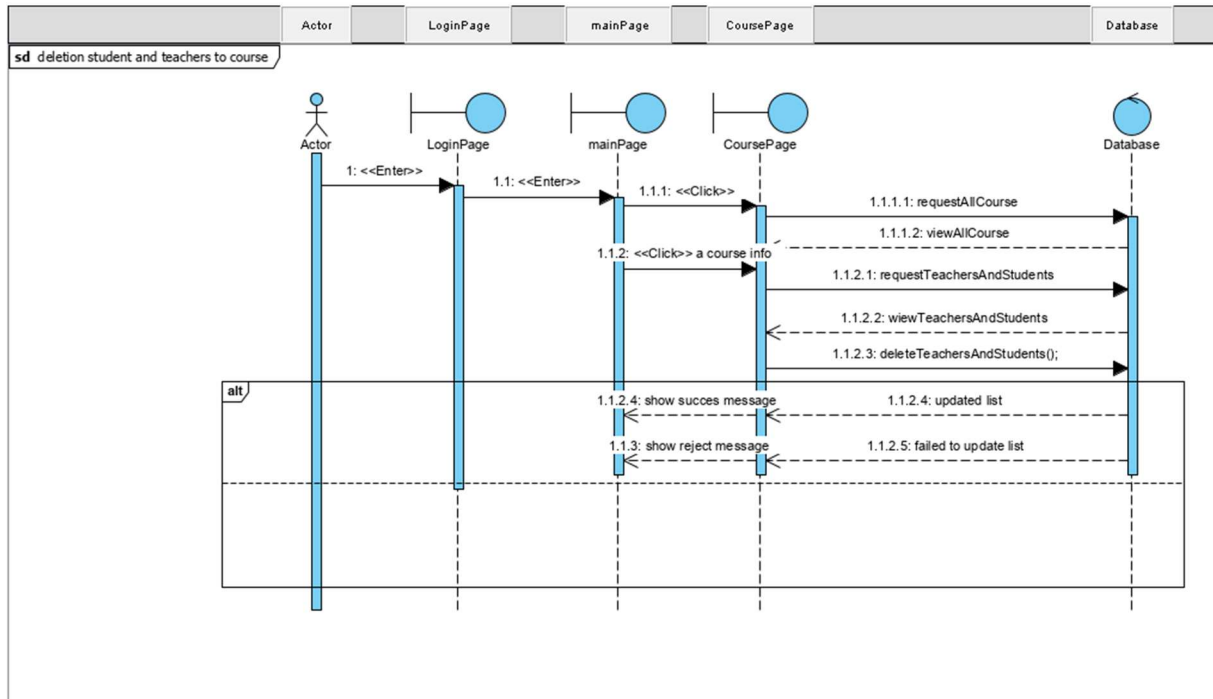 Actor LoginPage mainPage CoursePage Database
sd deletion student and teachers to course
Actor LoginPage mainPage CoursePage Database
1: <<Enter>>
1.1: <<Enter>>
1.1.1: <<Click>>
1.1.1.1: requestAllCourse
1.1.1.2: viewAllCourse
1.1.2: <<Click>> a course info
1.1.2.1: requestTeachersAndStudents
1.1.2.2: wiewTeachersAndStudents
1.1.2.3: deleteTeachersAndStudents();
alt
1.1.2.4: show succes message 1.1.2.4: updated list
1.1.3: show reject message 1.1.2.5: failed to update list